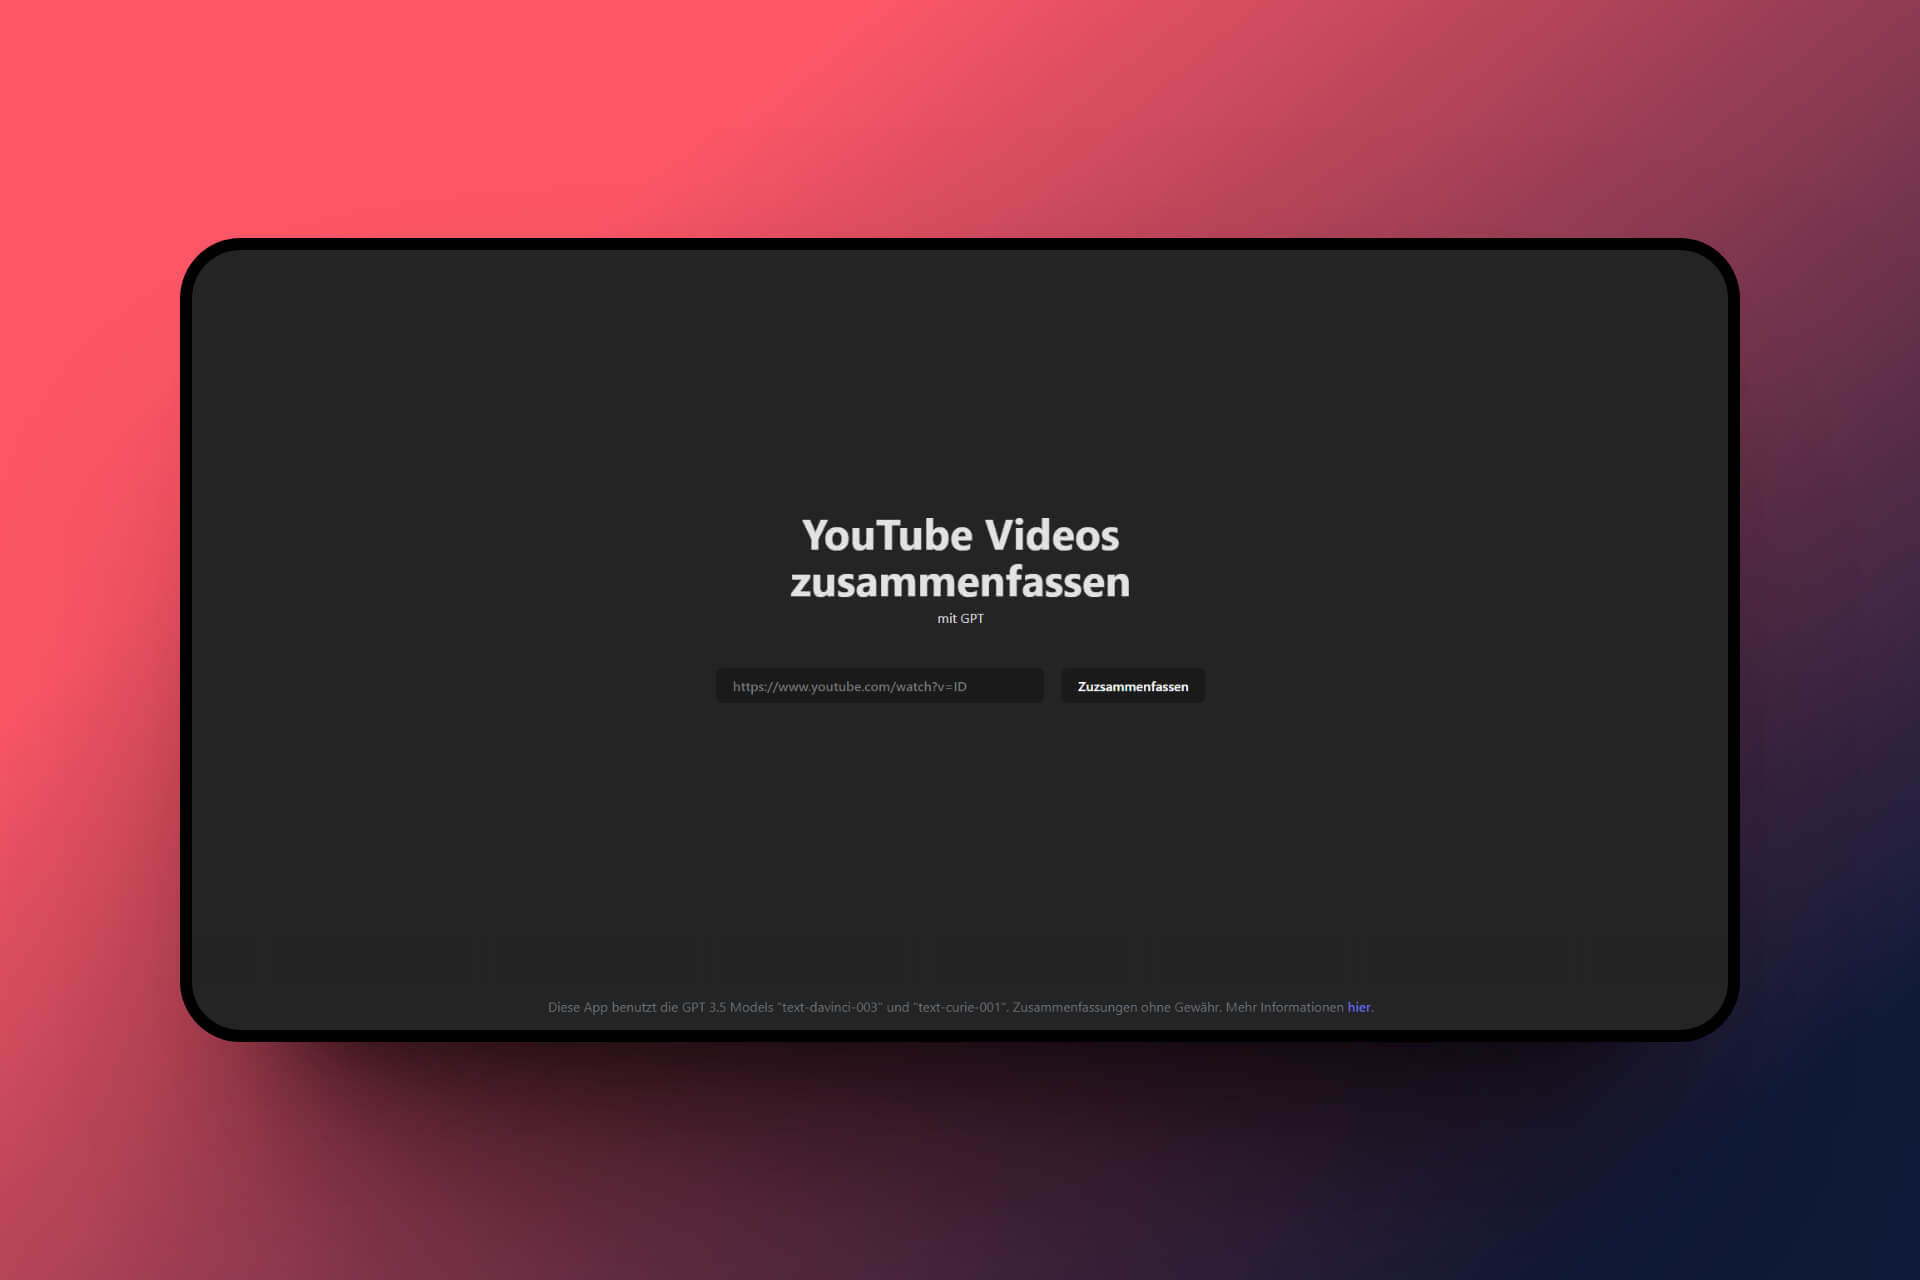 YouTube Videos
zusammenfassen
mit GPT
https://www.youtube.com/watch?v=ID
Zuzsammenfassen
Diese App benutzt die GPT 3.5 Models "text-davinci-003" und "text-curie-001". Zusammenfassungen ohne Gewähr. Mehr Informationen hier.